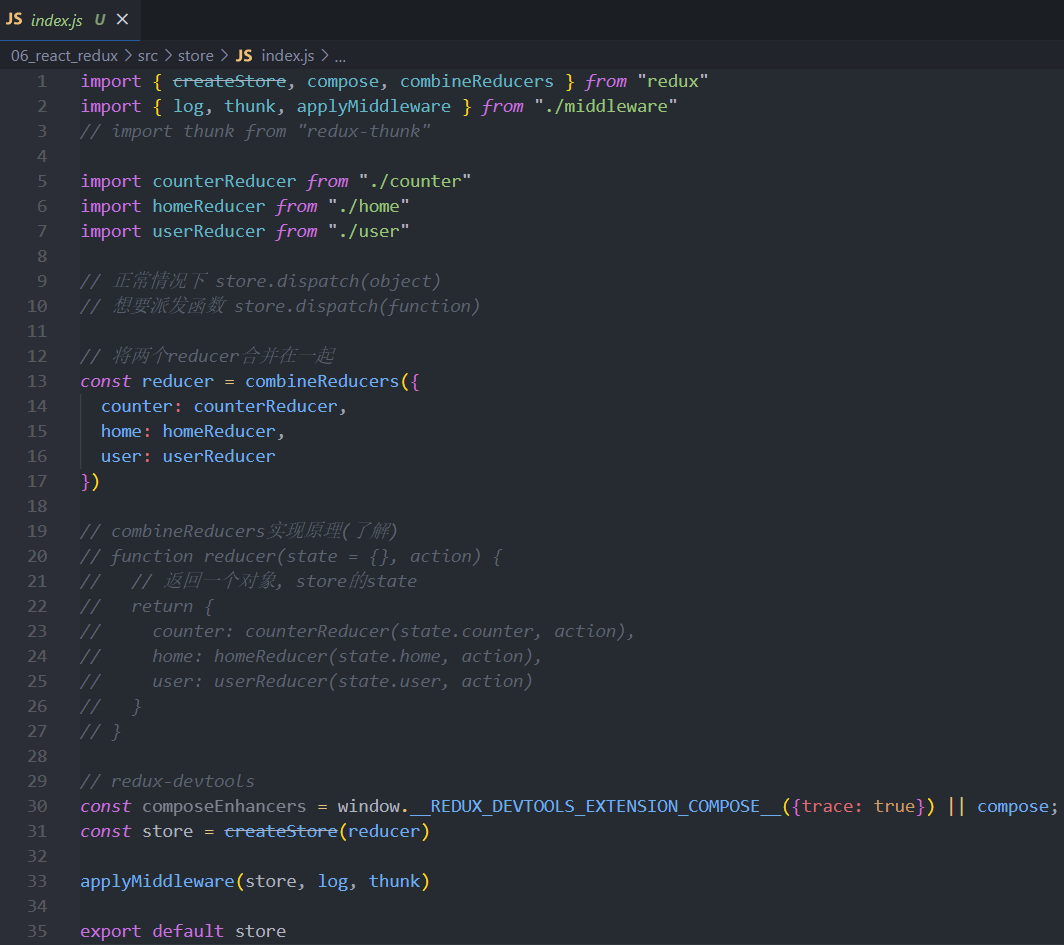 JS index.js U ×
06_react_redux > src > store > JS index.js > ...
1 import { createStore, compose, combineReducers } from "redux"
2 import { log, thunk, applyMiddleware } from "./middleware"
3 // import thunk from "redux-thunk"
4
5 import counterReducer from "./counter"
6 import homeReducer from "./home"
7 import userReducer from "./user"
8
9 // 正常情况下 store.dispatch(object)
10 // 想要派发函数 store.dispatch(function)
11
12 // 将两个reducer合并在一起
13 const reducer = combineReducers({
14   counter: counterReducer,
15   home: homeReducer,
16   user: userReducer
17 })
18
19 // combineReducers实现原理(了解)
20 // function reducer(state = {}, action) {
21 //   // 返回一个对象, store的state
22 //   return {
23 //     counter: counterReducer(state.counter, action),
24 //     home: homeReducer(state.home, action),
25 //     user: userReducer(state.user, action)
26 //   }
27 // }
28
29 // redux-devtools
30 const composeEnhancers = window.__REDUX_DEVTOOLS_EXTENSION_COMPOSE__({trace: true}) || compose;
31 const store = createStore(reducer)
32
33 applyMiddleware(store, log, thunk)
34
35 export default store